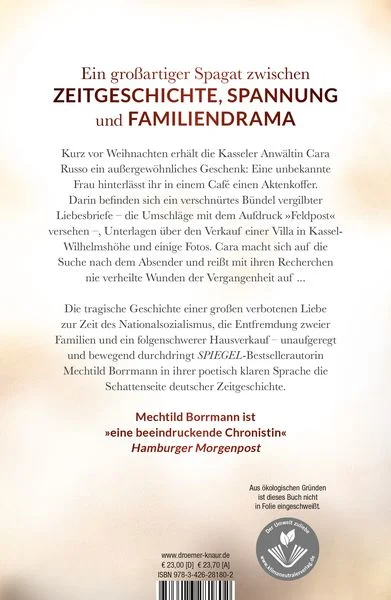 Ein großartiger Spagat zwischen
ZEITGESCHICHTE, SPANNUNG
und FAMILIENDRAMA
Kurz vor Weihnachten erhält die Kasseler Anwältin Cara
Russo ein außergewöhnliches Geschenk: Eine unbekannte
Frau hinterlässt ihr in einem Café einen Aktenkoffer.
Darin befinden sich ein verschnürtes Bündel vergilbter
Liebesbriefe – die Umschläge mit dem Aufdruck »Feldpost«
versehen –, Unterlagen über den Verkauf einer Villa in Kassel-
Wilhelmshöhe und einige Fotos. Cara macht sich auf die
Suche nach dem Absender und reißt mit ihren Recherchen
nie verheilte Wunden der Vergangenheit auf ...
Die tragische Geschichte einer großen verbotenen Liebe
zur Zeit des Nationalsozialismus, die Entfremdung zweier
Familien und ein folgenschwerer Hausverkauf – unaufgeregt
und bewegend durchdringt SPIEGEL-Bestsellerautorin
Mechtild Borrmann in ihrer poetisch klaren Sprache die
Schattenseite deutscher Zeitgeschichte.
Mechtild Borrmann ist
»eine beeindruckende Chronistin«
Hamburger Morgenpost
Aus ökologischen Gründen
ist dieses Buch nicht
in Folie eingeschweißt.
Der Umwelt zuliebe
www.klimaneutralerverlag.de
www.droemer-knaur.de
€ 23,00 [D] € 23,70 [A]
ISBN 978-3-426-28180-2